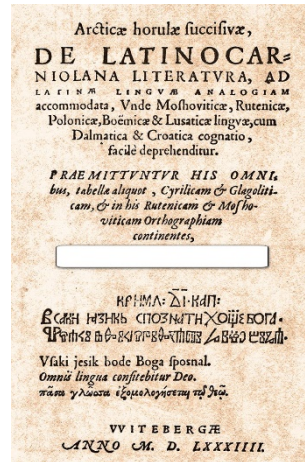 Arcticæ horulæ ſucciſivæ,
DE LATINOCAR=
NIOLANA LITERATVRA, AD
LATINÆ LINGVÆ ANALOGIAM
accommodata, Vnde Moſhoviticæ, Rutenicæ,
Polonicæ, Boëmicæ & Luſaticæ lingvæ, cum
Dalmatica & Croatica cognatio,
facilè deprehenditur.
PRAEMITTVNTVR HIS OMNI-
bus, tabellæ aliquot, Cyrilicam & Glagoliti-
cam, & in his Rutenicam & Moſho-
viticam Orthographiam
continentes,
Vſaki jesik bode Boga ſposnal.
Omnis lingua confitebitur Deo.
πᾶσα γλῶσσα ἐξομολογήσεται τῷ θεῷ.
VVITEBERGÆ
ANNO M. D. LXXXIIII.